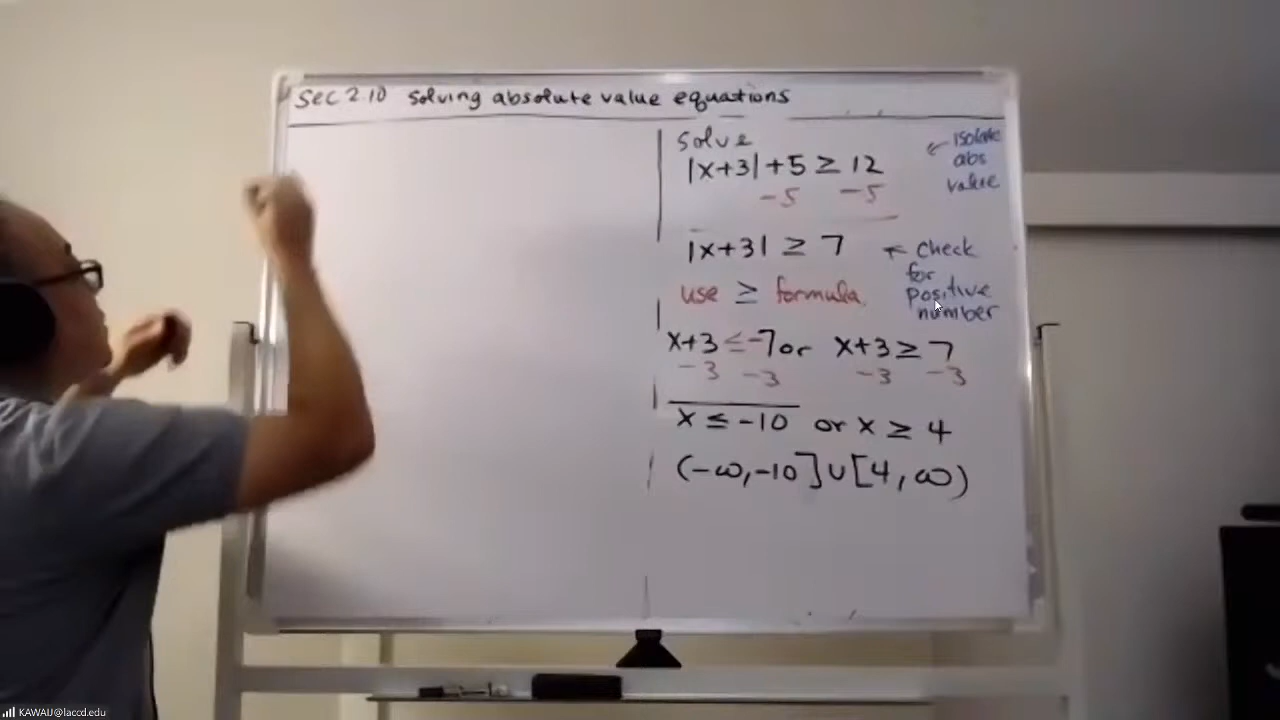 Sec 2.10 solving absolute value equations
Solve
|x+3| +5 ≥ 12
-5 -5
isolate
abs
value
|x+3| ≥ 7
check
for
positive
number
use ≥ formula
x+3 ≤ -7 or x+3 ≥ 7
-3 -3 -3 -3
x ≤ -10 or x ≥ 4
(-∞,-10]∪[4,∞)
KAWAIJ@laccd.edu